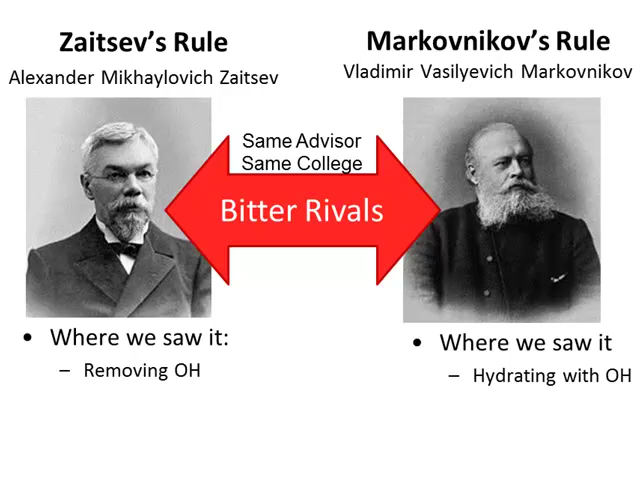 Zaitsev's Rule
Alexander Mikhaylovich Zaitsev
Markovnikov's Rule
Vladimir Vasilyevich Markovnikov
Same Advisor
Same College
Bitter Rivals
• Where we saw it:
– Removing OH
• Where we saw it
– Hydrating with OH